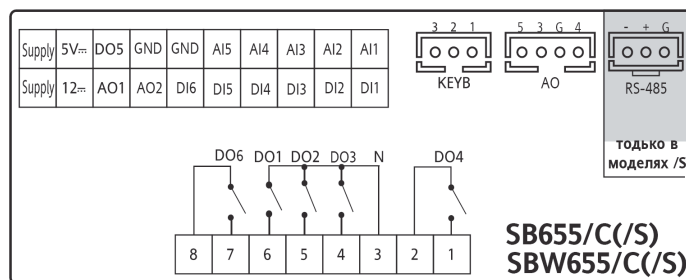 Supply 5V⎓ DO5 GND GND AI5 AI4 AI3 AI2 AI1
Supply 12⎓ AO1 AO2 DI6 DI5 DI4 DI3 DI2 DI1
3 2 1
KEYB
5 3 G 4
AO
- + G
RS-485
только в
моделях /S
DO6 DO1 DO2 DO3 N DO4
8 7 6 5 4 3 2 1
SB655/C(/S)
SBW655/C(/S)